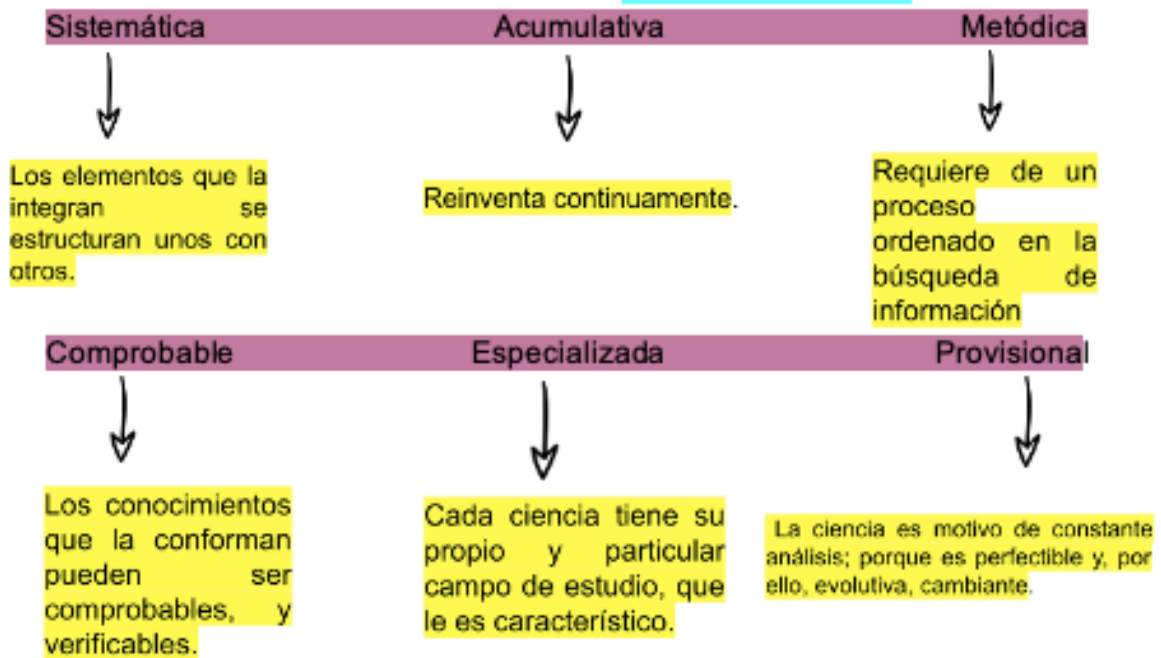 Sistemática Acumulativa Metódica
Los elementos que la
integran se
estructuran unos con
otros.
Reinventa continuamente.
Requiere de un
proceso
ordenado en la
búsqueda de
información
Comprobable Especializada Provisional
Los conocimientos
que la conforman
pueden ser
comprobables, y
verificables.
Cada ciencia tiene su
propio y particular
campo de estudio, que
le es característico.
La ciencia es motivo de constante
análisis; porque es perfectible y, por
ello, evolutiva, cambiante.